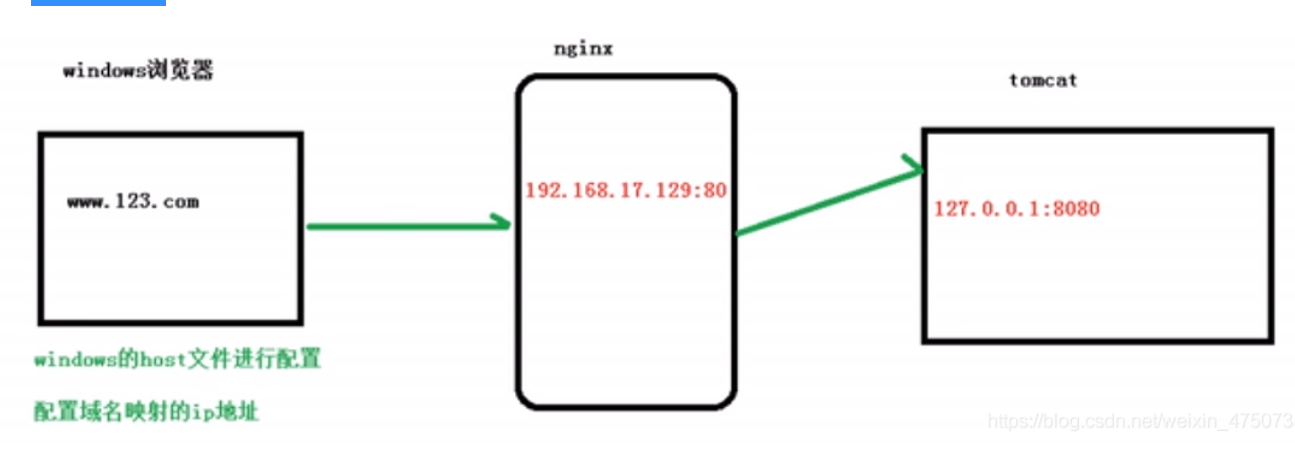 nginx
windows浏览器
tomcat
www.123.com
192.168.17.129:80
127.0.0.1:8080
windows的host文件进行配置
配置域名映射的ip地址
https://blog.csdn.net/weixin_475073